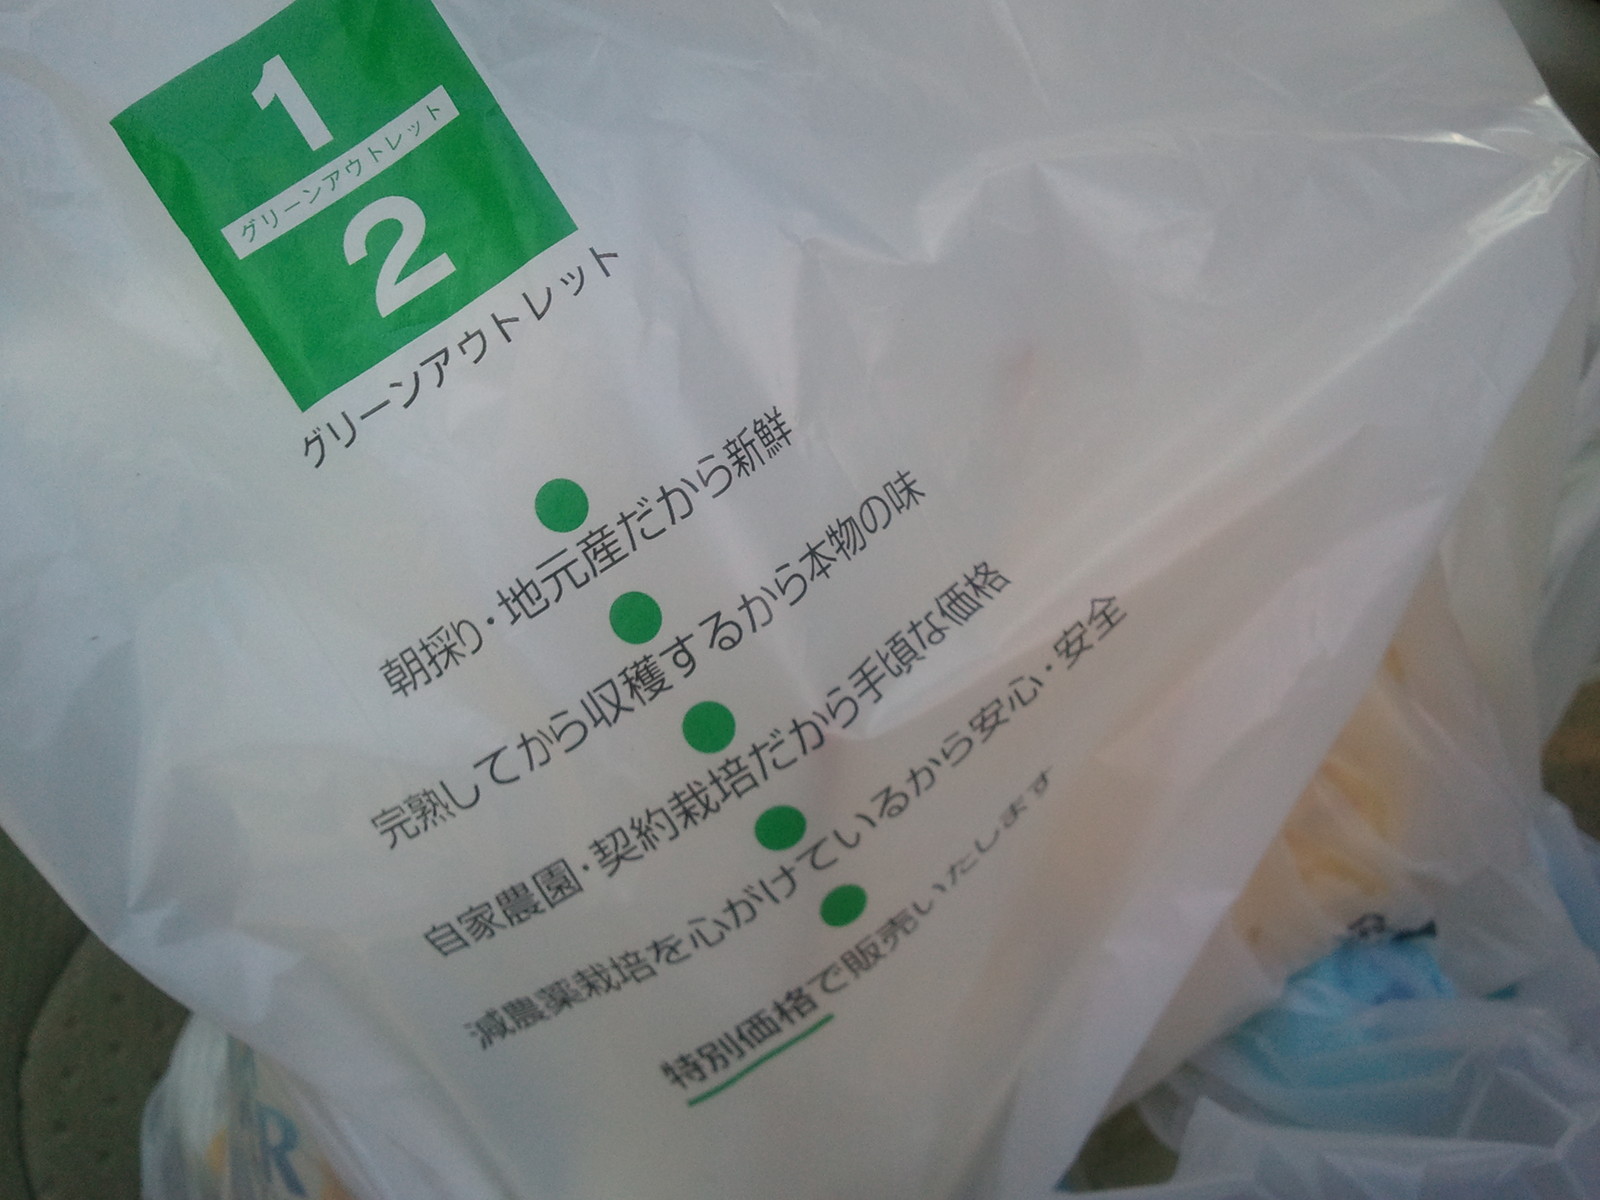 1
グリーンアウトレット
2
グリーンアウトレット
朝採り・地元産だから新鮮
完熟してから収穫するから本物の味
自家農園・契約栽培だから手頃な価格
減農薬栽培を心がけているから安心・安全
特別価格で販売いたします
R